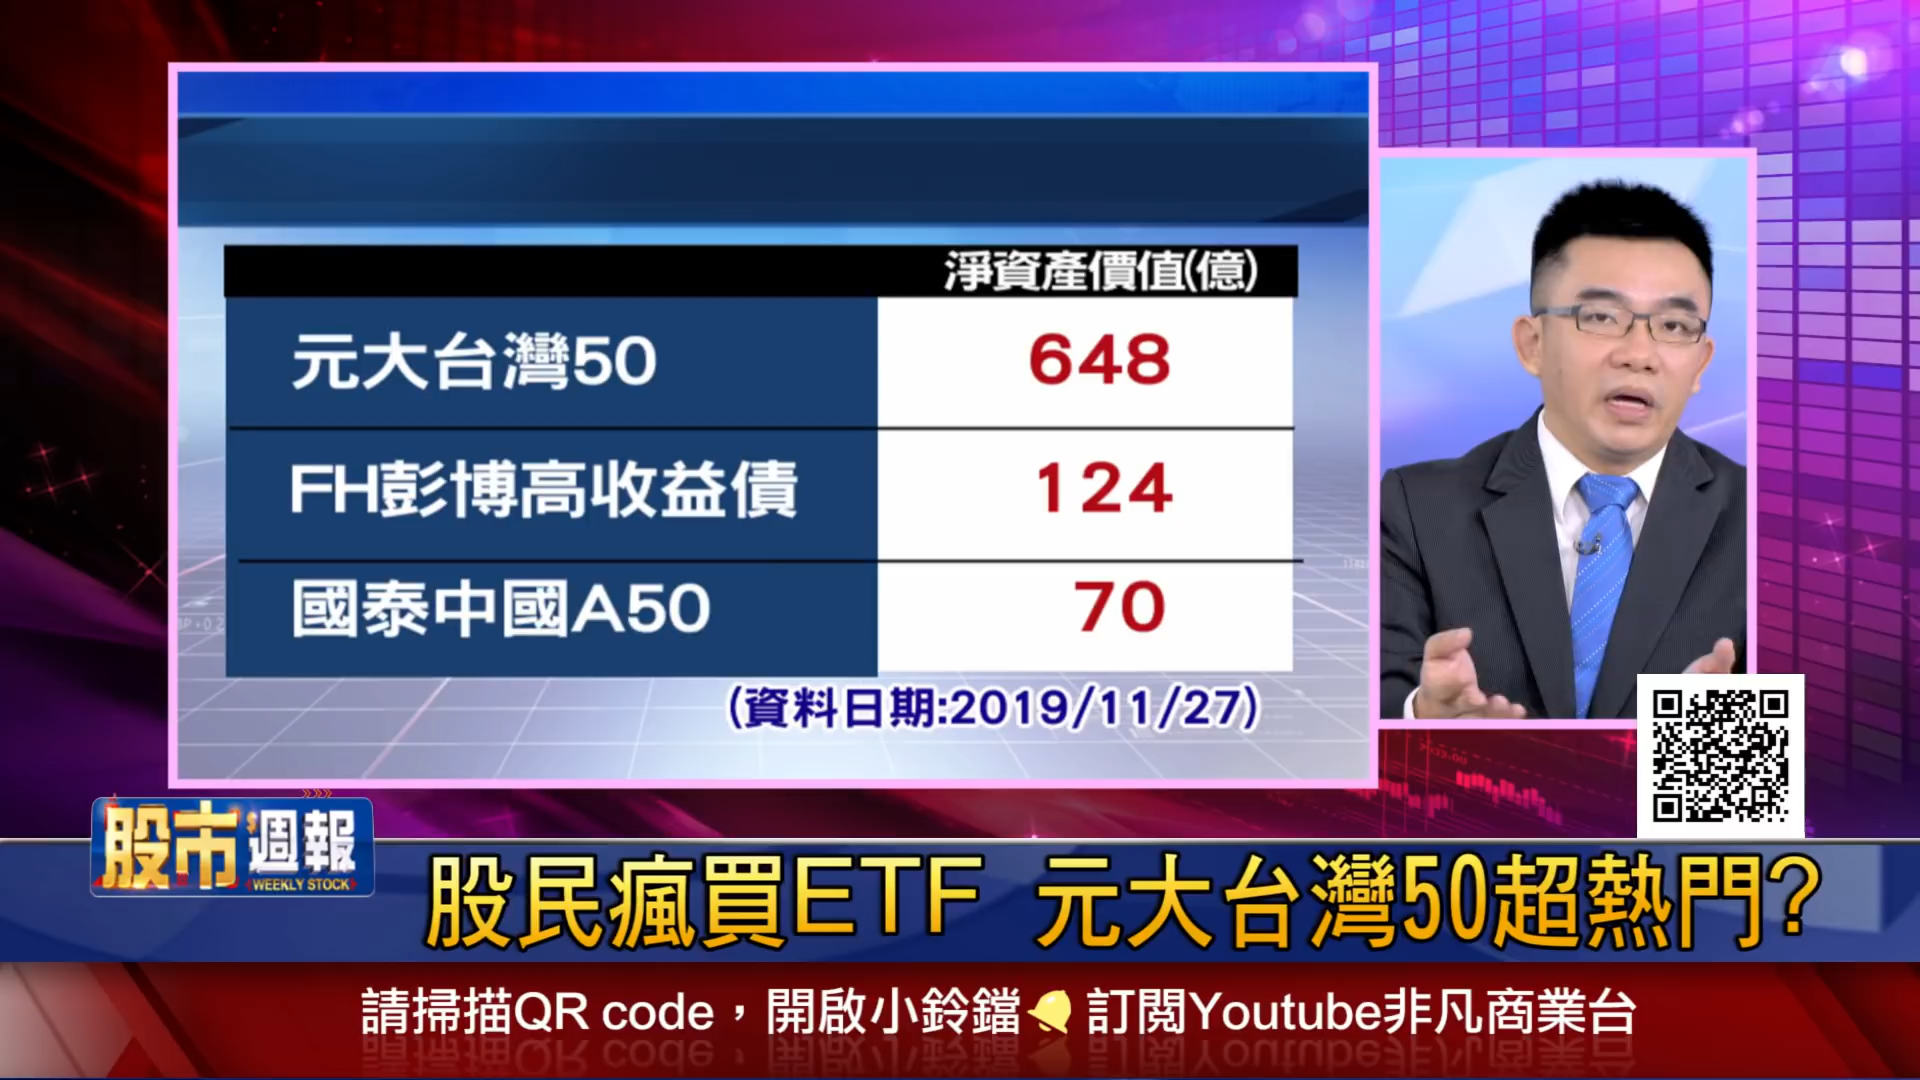 淨資產價值(億)
元大台灣50 648
FH彭博高收益債 124
國泰中國A50 70
(資料日期:2019/11/27)
股市週報
WEEKLY STOCK
股民瘋買ETF 元大台灣50超熱門?
請掃描QR code，開啟小鈴鐺🔔訂閱Youtube非凡商業台